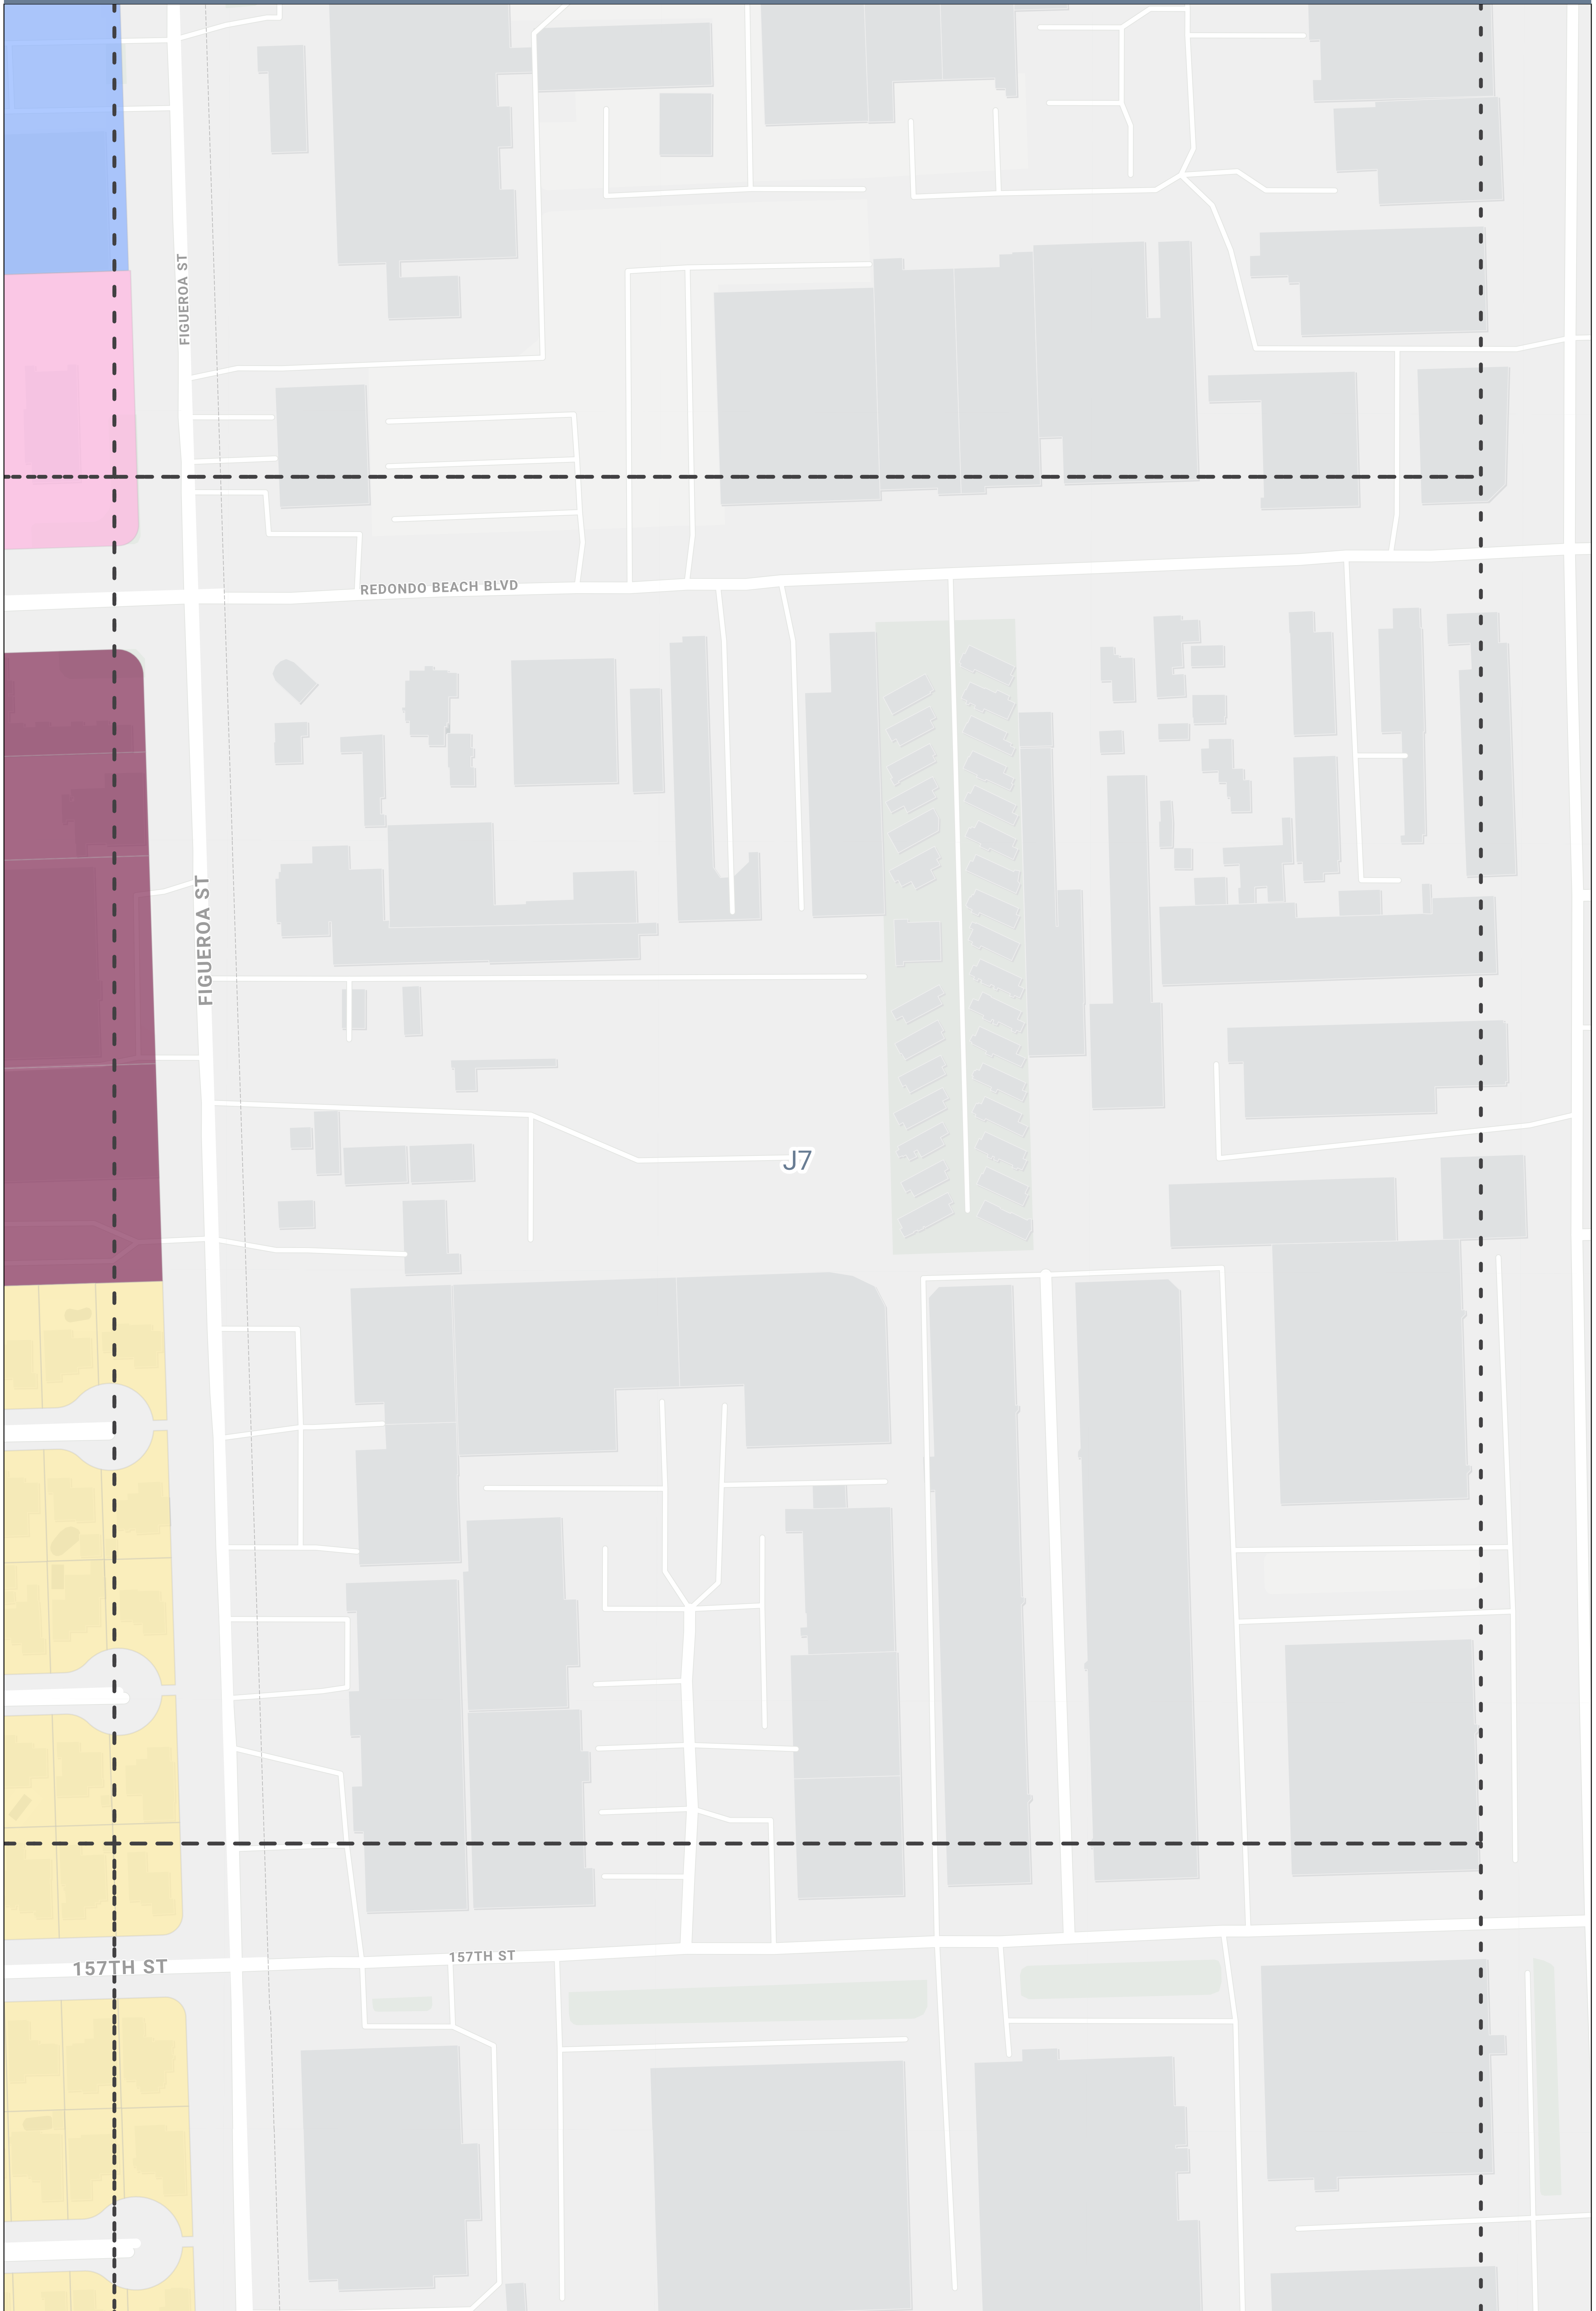 FIGUEROA ST
REDONDO BEACH BLVD
FIGUEROA ST
J7
157TH ST
157TH ST